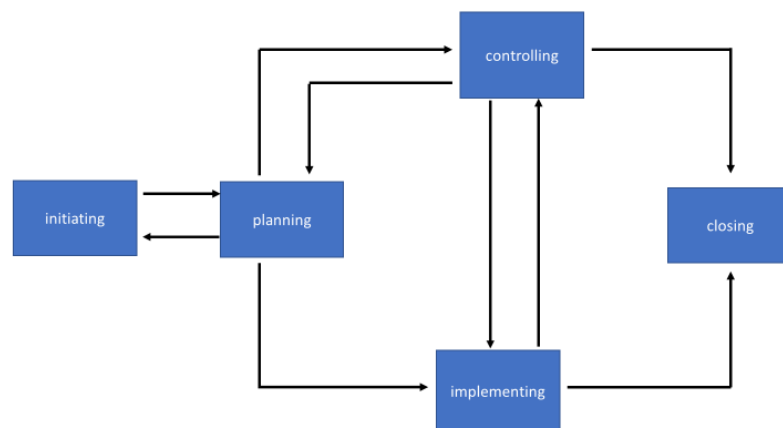 controlling
initiating
planning
closing
implementing